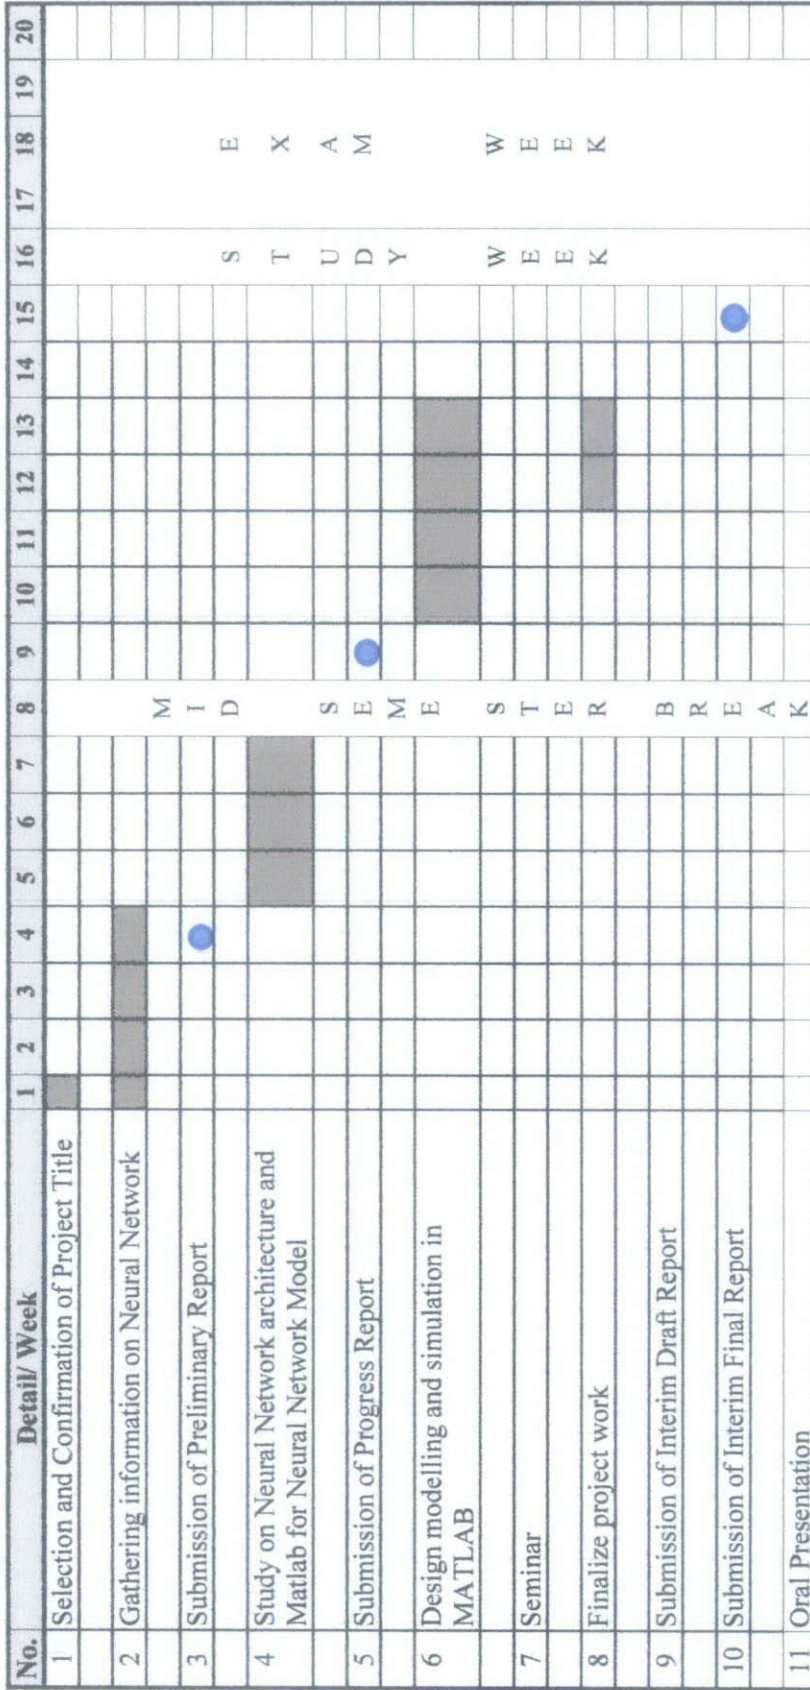 No. Detail/ Week 1 2 3 4 5 6 7 8 9 10 11 12 13 14 15 16 17 18 19 20
1 Selection and Confirmation of Project Title
2 Gathering information on Neural Network
3 Submission of Preliminary Report
4 Study on Neural Network architecture and
Matlab for Neural Network Model
5 Submission of Progress Report
6 Design modelling and simulation in
MATLAB
7 Seminar
8 Finalize project work
9 Submission of Interim Draft Report
10 Submission of Interim Final Report
11 Oral Presentation
MID SEMESTER BREAK
STUDY WEEK
EXAM WEEK